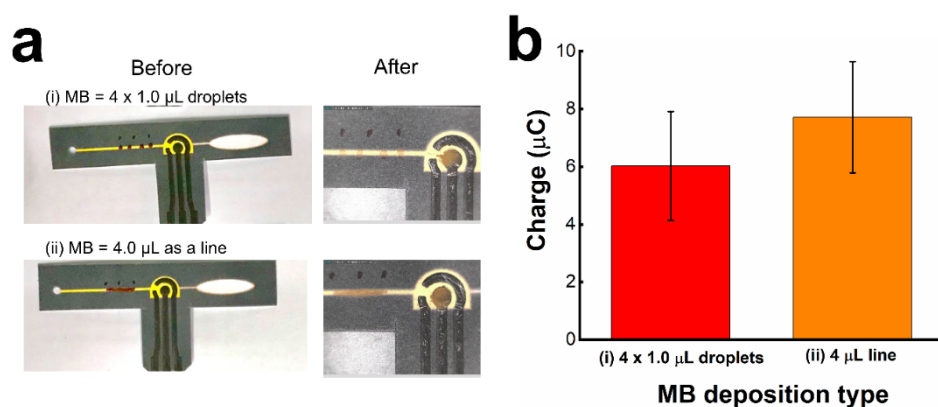 a
Before
After
(i) MB = 4 x 1.0 µL droplets
(ii) MB = 4.0 µL as a line
b
10
8
6
4
2
0
Charge (µC)
(i) 4 x 1.0 µL droplets
(ii) 4 µL line
MB deposition type